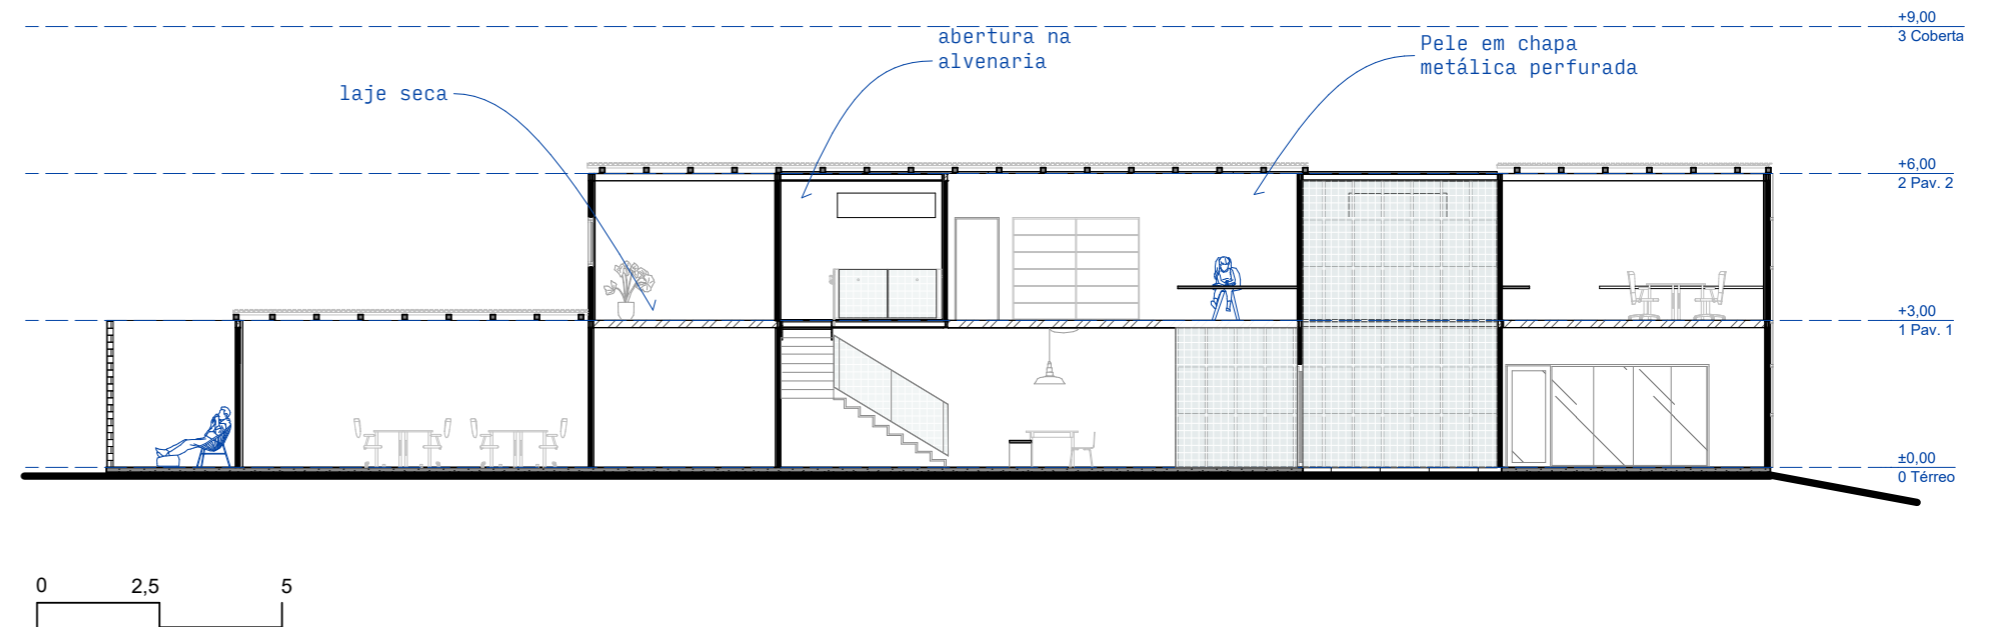 +9,00
3 Coberta
abertura na
alvenaria
Pele em chapa
metálica perfurada
laje seca
+6,00
2 Pav. 2
+3,00
1 Pav. 1
±0,00
0 Térreo
0 2,5 5